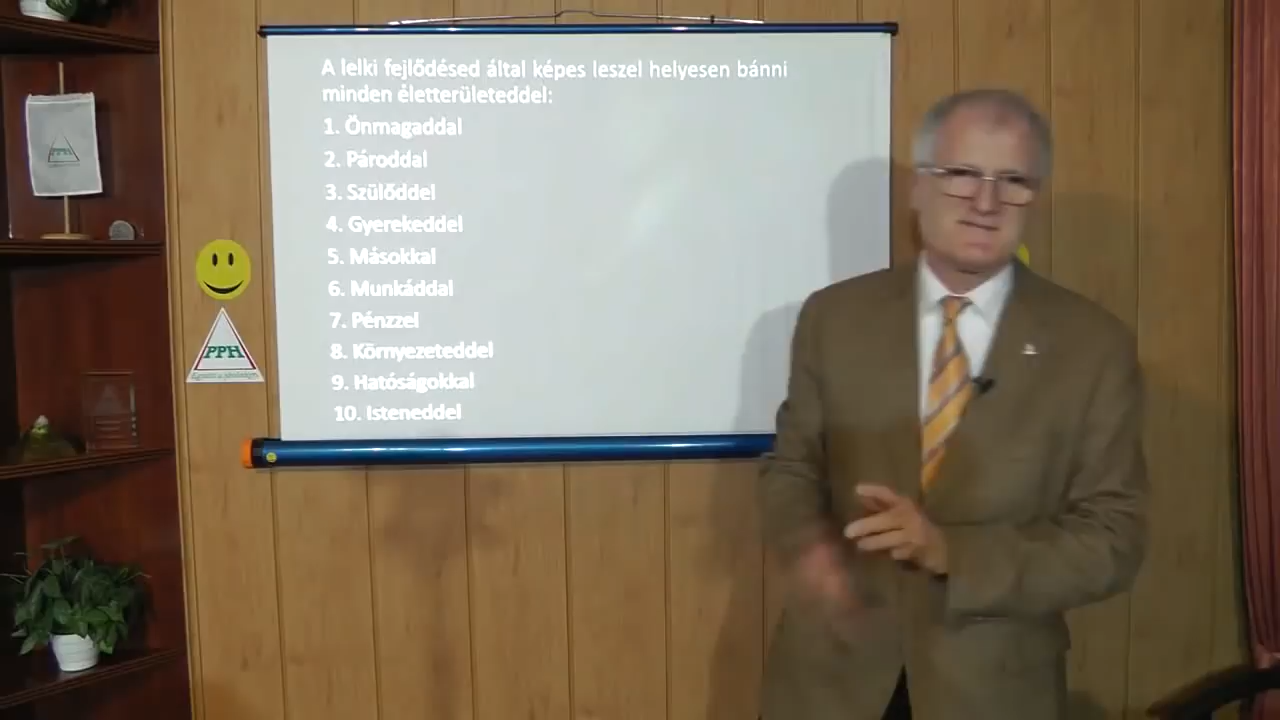 A lelki fejlődésed által képes leszel helyesen bánni
minden életterületeddel:
1. Önmagaddal
2. Pároddal
3. Szülőddel
4. Gyerekeddel
5. Másokkal
6. Munkáddal
7. Pénzzel
8. Környezeteddel
9. Hatóságokkal
10. Isteneddel
PPH